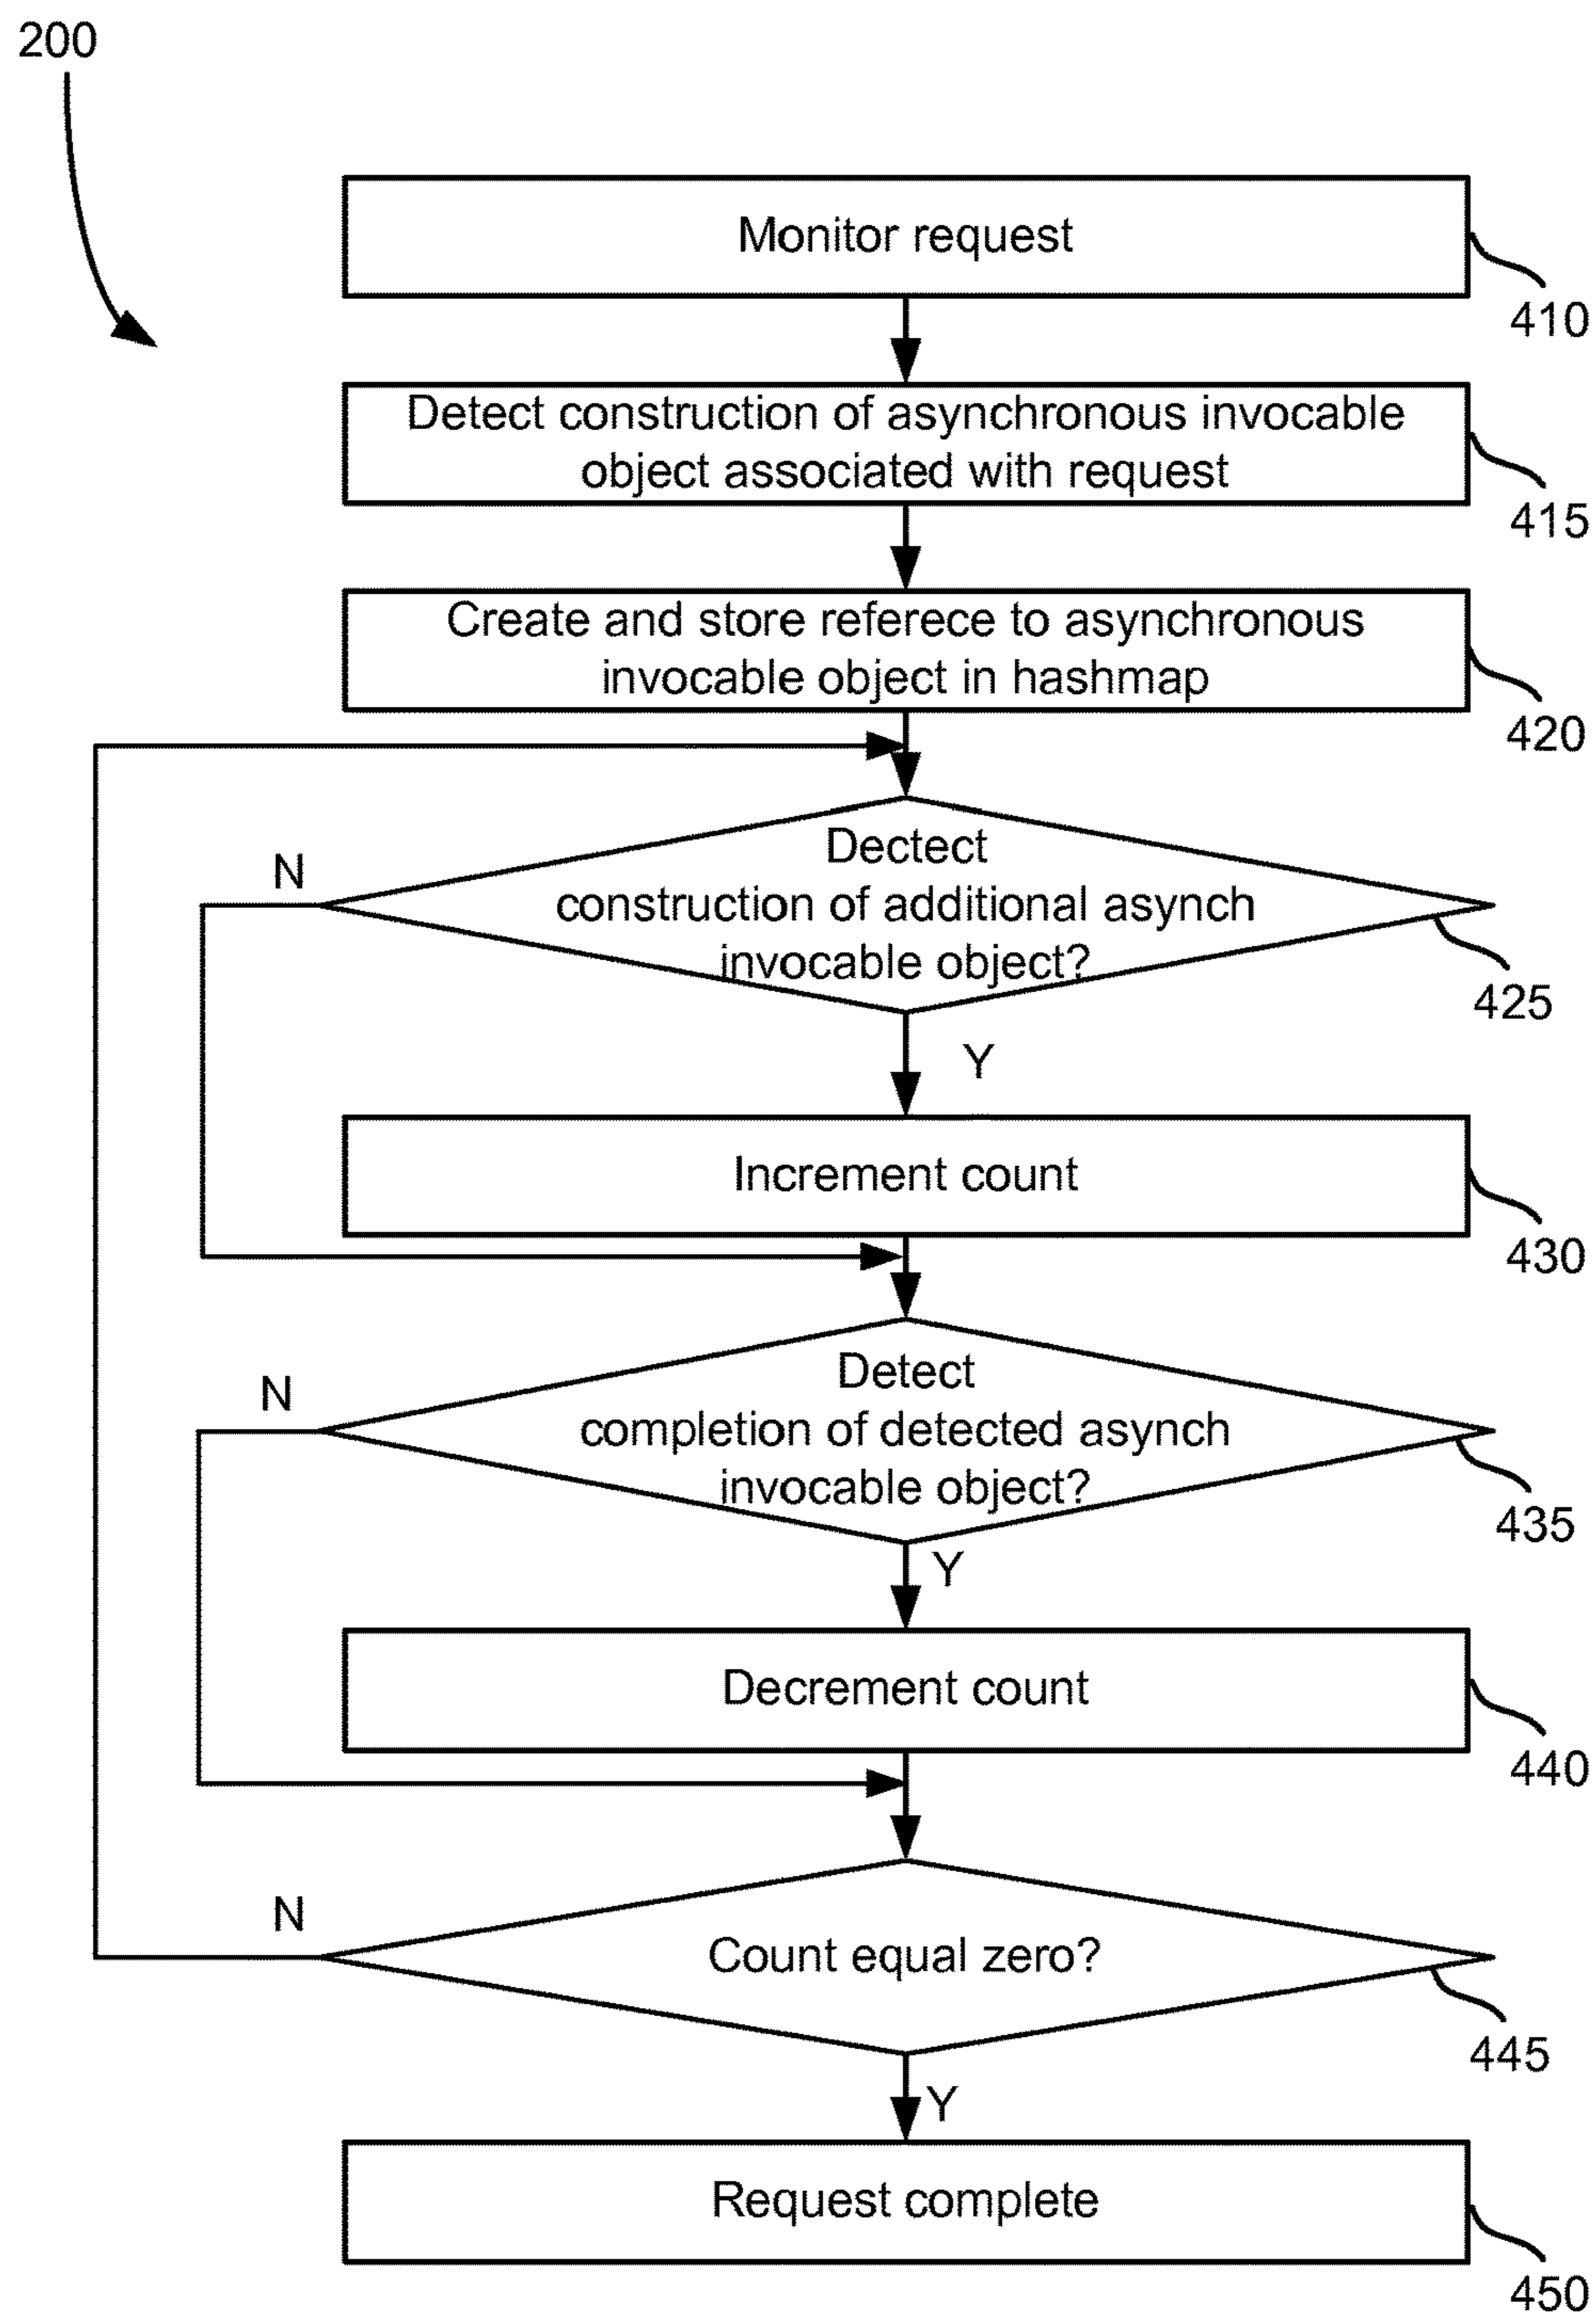 200
Monitor request
410
Detect construction of asynchronous invocable
object associated with request
415
Create and store referece to asynchronous
invocable object in hashmap
420
Dectect
construction of additional asynch
invocable object?
N
425
Y
Increment count
430
Detect
completion of detected asynch
invocable object?
N
435
Y
Decrement count
440
N
Count equal zero?
445
Y
Request complete
450